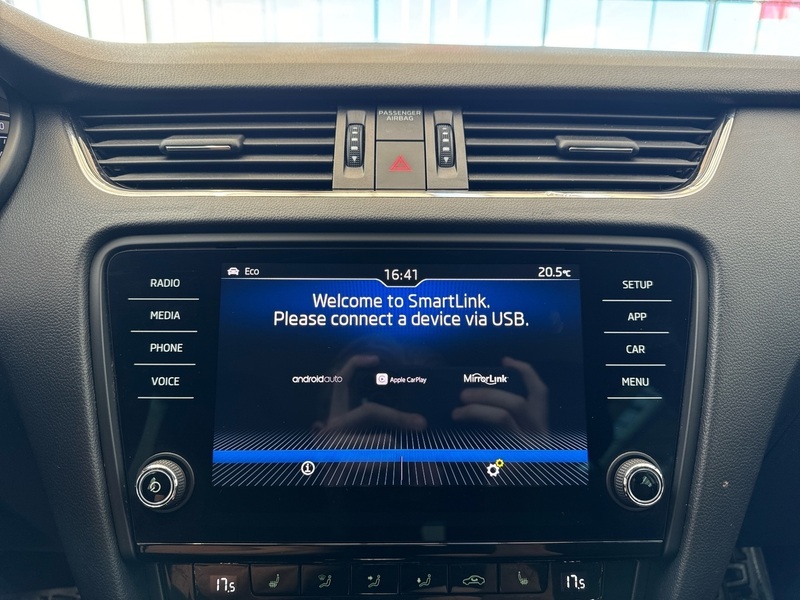 PASSENGER
AIRBAG
RADIO
MEDIA
PHONE
VOICE
Eco
16:41
20.5°C
Welcome to SmartLink.
Please connect a device via USB.
androidauto
Apple CarPlay
MirrorLink
SETUP
APP
CAR
MENU
17.5
17.5